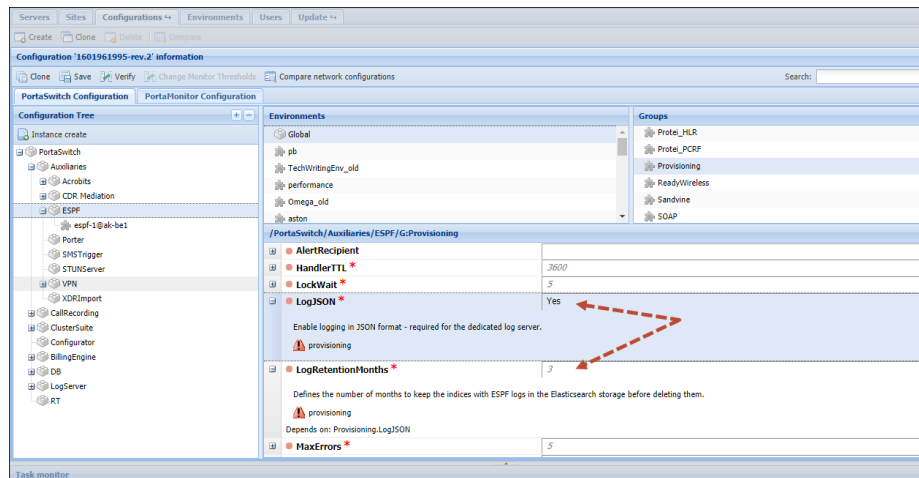 Servers Sites Configurations ↪ Environments Users Update ↪
Create Clone Delete Compare
Configuration '1601961995-rev.2' information
Clone Save Verify Change Monitor Thresholds Compare network configurations Search:
PortaSwitch Configuration PortaMonitor Configuration
Configuration Tree
Instance create
PortaSwitch
Auxiliaries
Acrobits
CDR Mediation
ESPF
espf-1@ak-be1
Porter
SMSTrigger
STUNServer
VPN
XDRImport
CallRecording
ClusterSuite
Configurator
BillingEngine
DB
LogServer
RT
Environments
Global
pb
TechWritingEnv_old
performance
Omega_old
aston
Groups
Protei_HLR
Protei_PCRF
Provisioning
ReadyWireless
Sandvine
SOAP
/PortaSwitch/Auxiliaries/ESPF/G:Provisioning
AlertRecipient
HandlerTTL * 3600
LockWait * 5
LogJSON * Yes
Enable logging in JSON format - required for the dedicated log server.
provisioning
LogRetentionMonths * 3
Defines the number of months to keep the indices with ESPF logs in the Elasticsearch storage before deleting them.
provisioning
Depends on: Provisioning.LogJSON
MaxErrors * 5
Task monitor